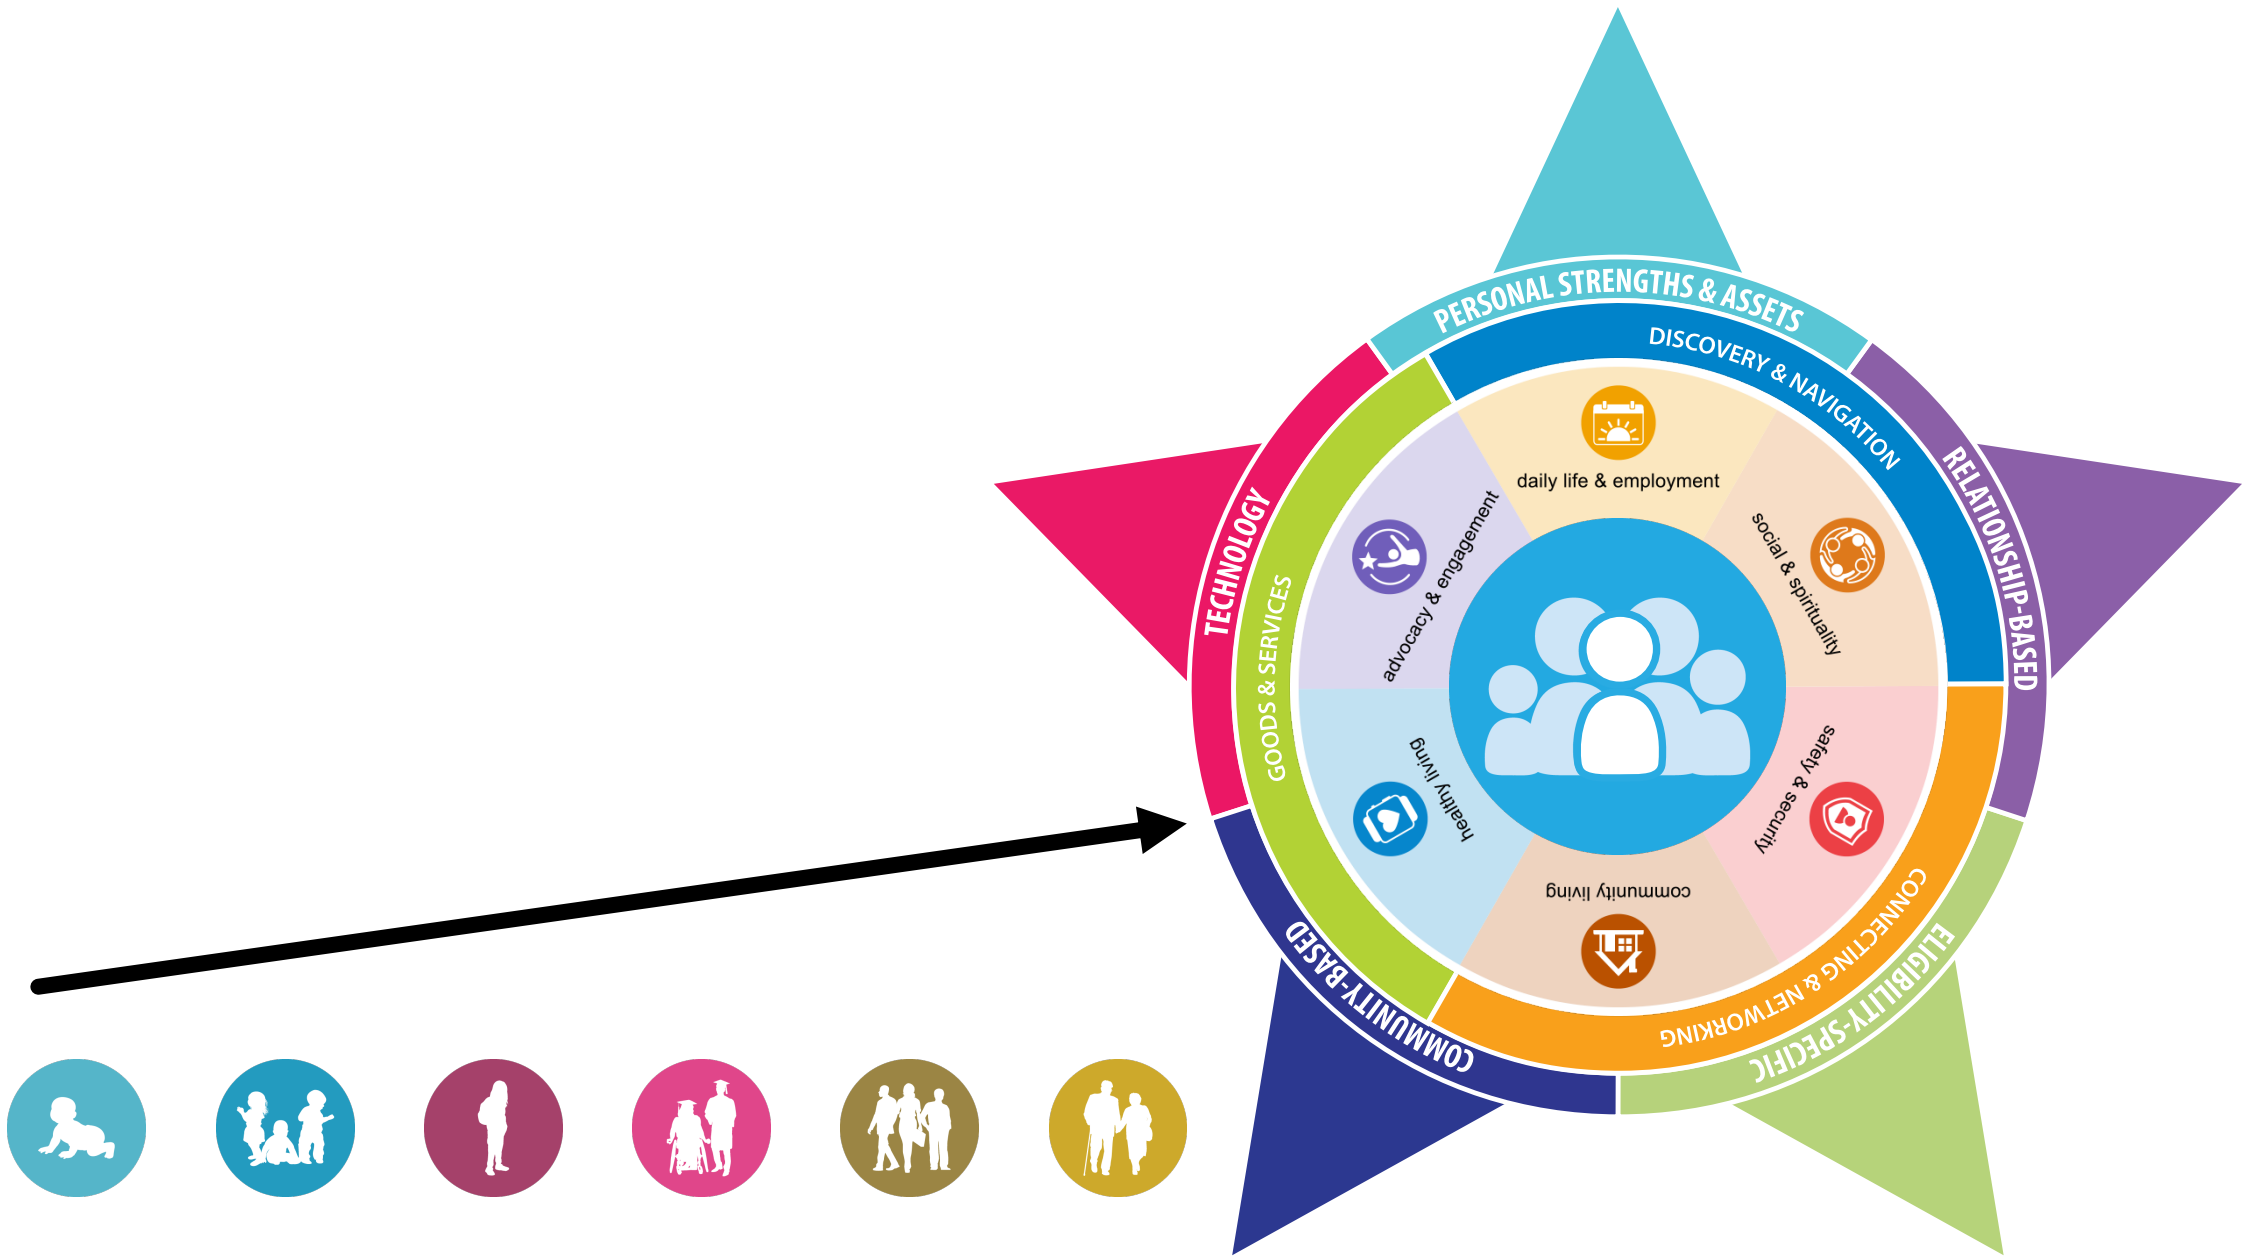 PERSONAL STRENGTHS & ASSETS
RELATIONSHIP-BASED
ELIGIBILITY-SPECIFIC
COMMUNITY-BASED
TECHNOLOGY
DISCOVERY & NAVIGATION
CONNECTING & NETWORKING
GOODS & SERVICES
daily life & employment
social & spirituality
safety & security
community living
healthy living
advocacy & engagement